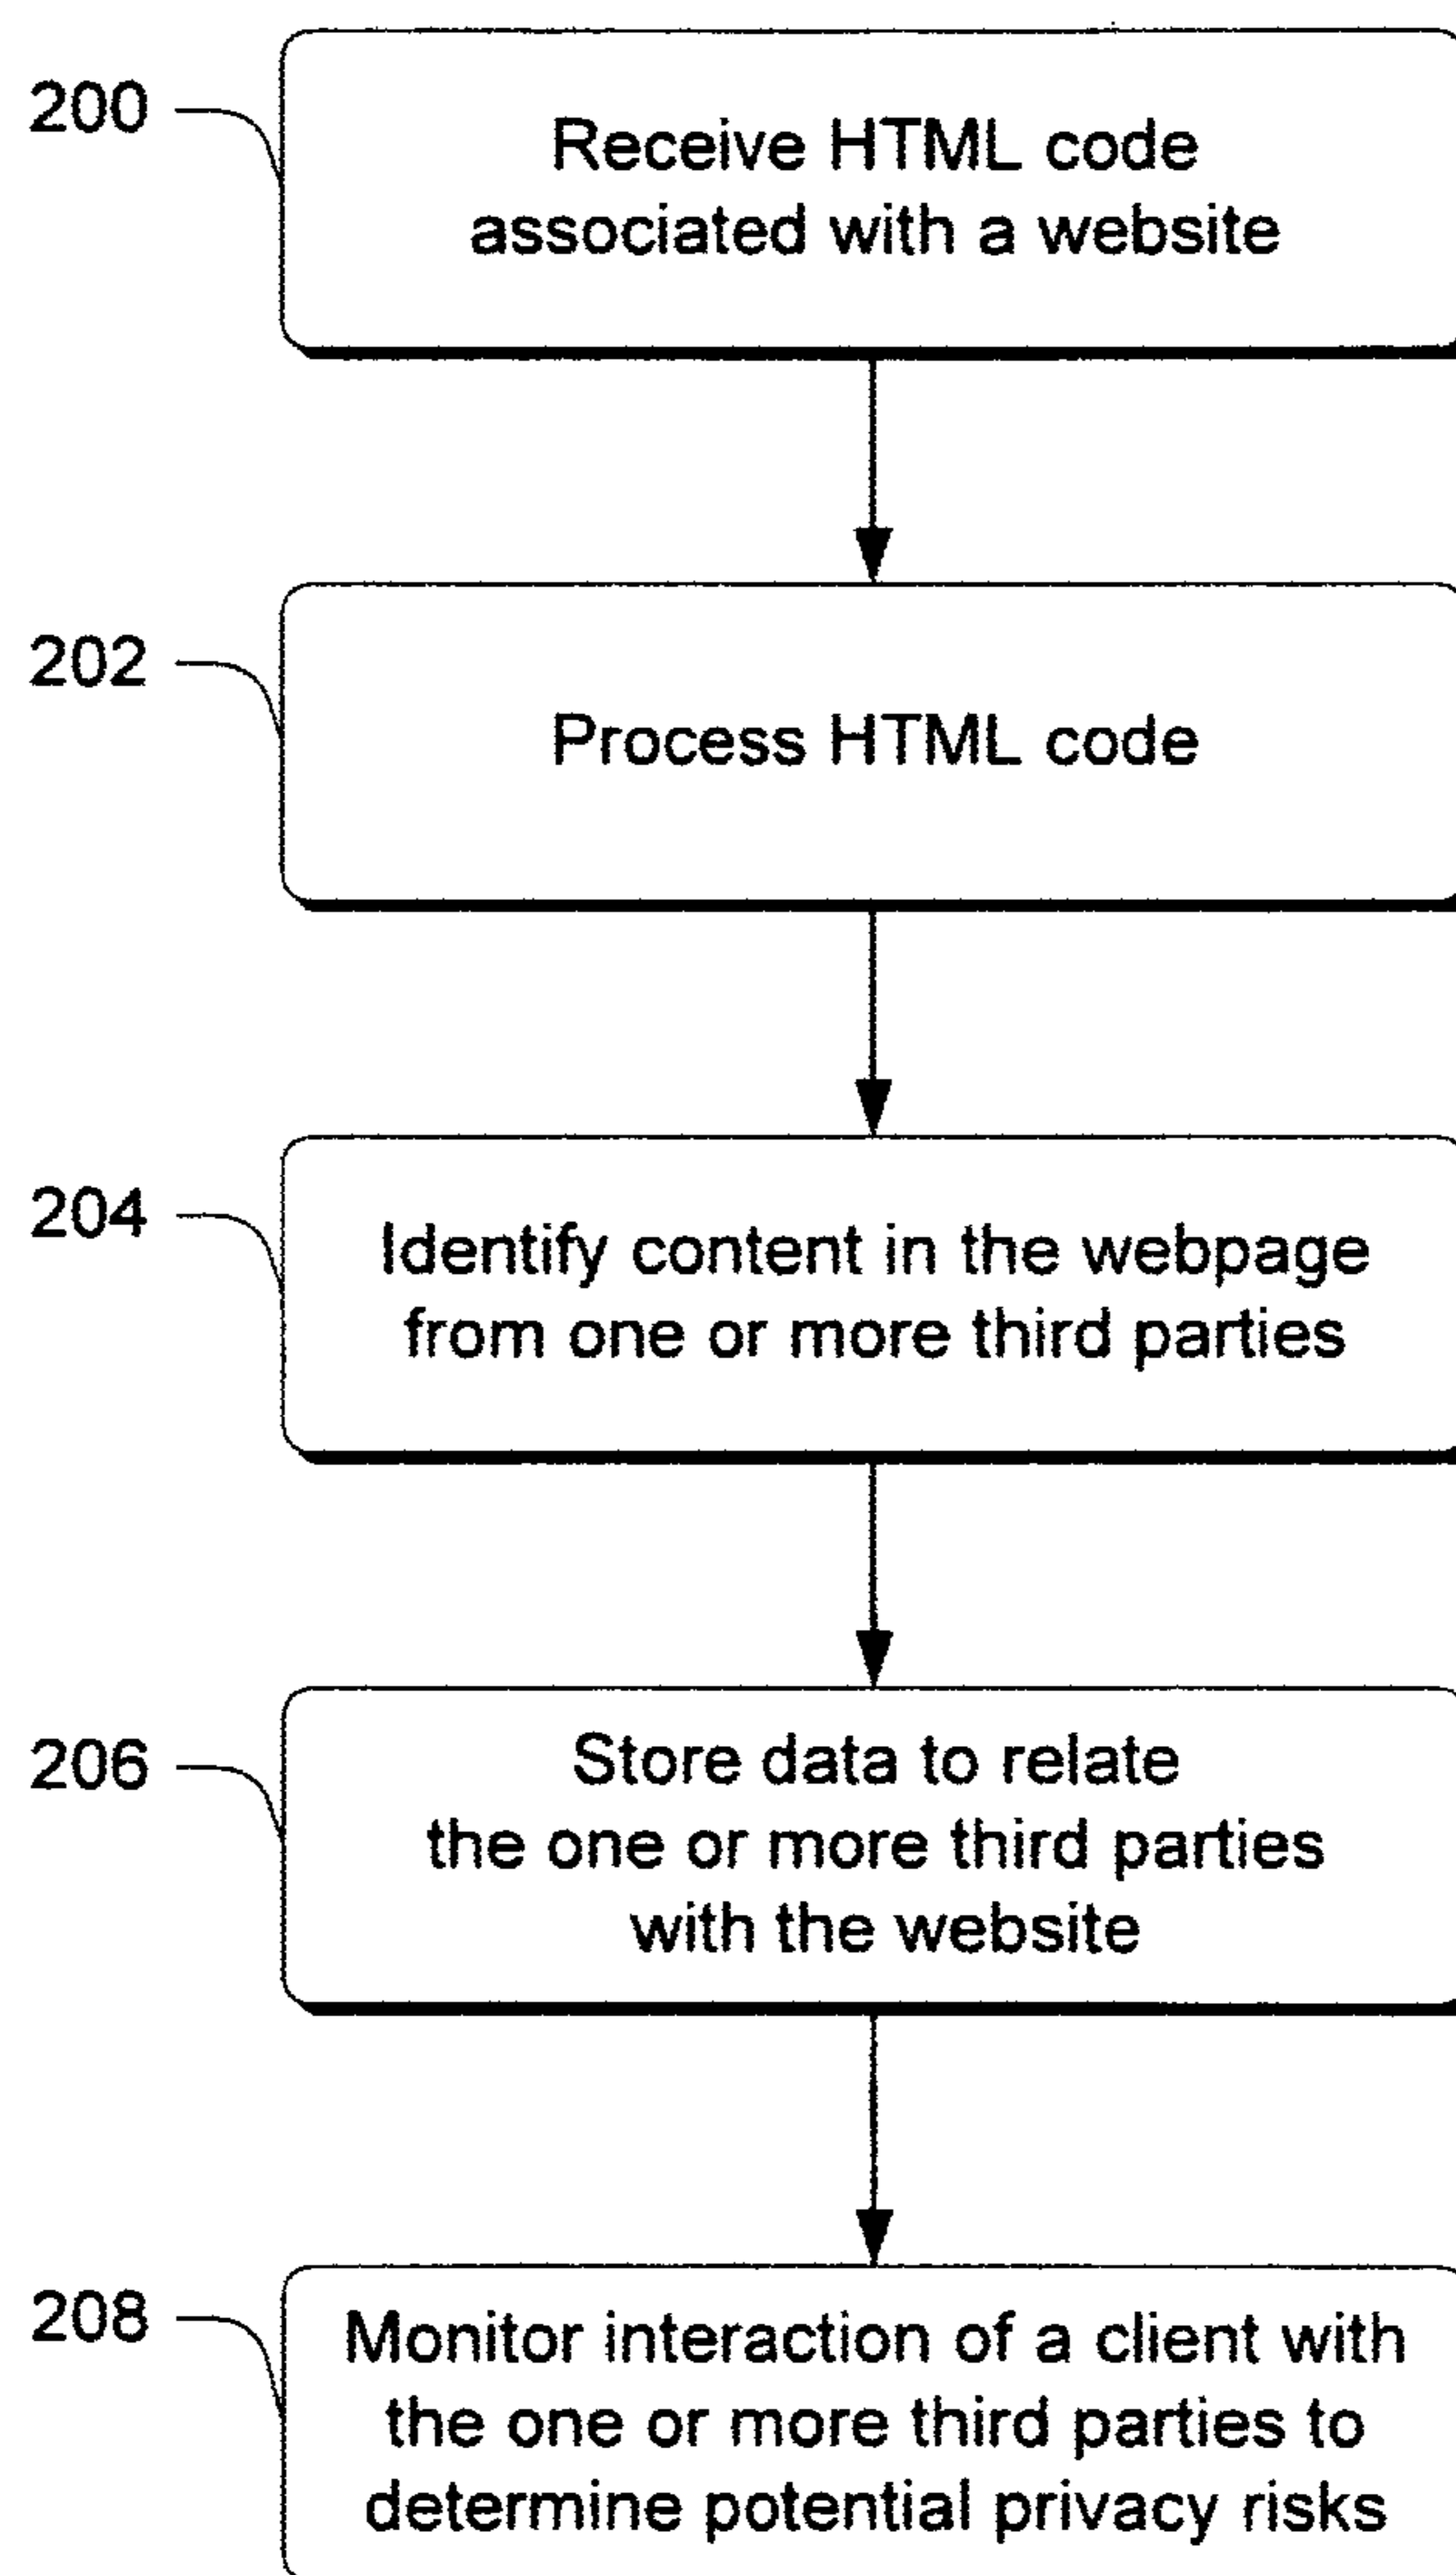 200
Receive HTML code
associated with a website
202
Process HTML code
204
Identify content in the webpage
from one or more third parties
206
Store data to relate
the one or more third parties
with the website
208
Monitor interaction of a client with
the one or more third parties to
determine potential privacy risks